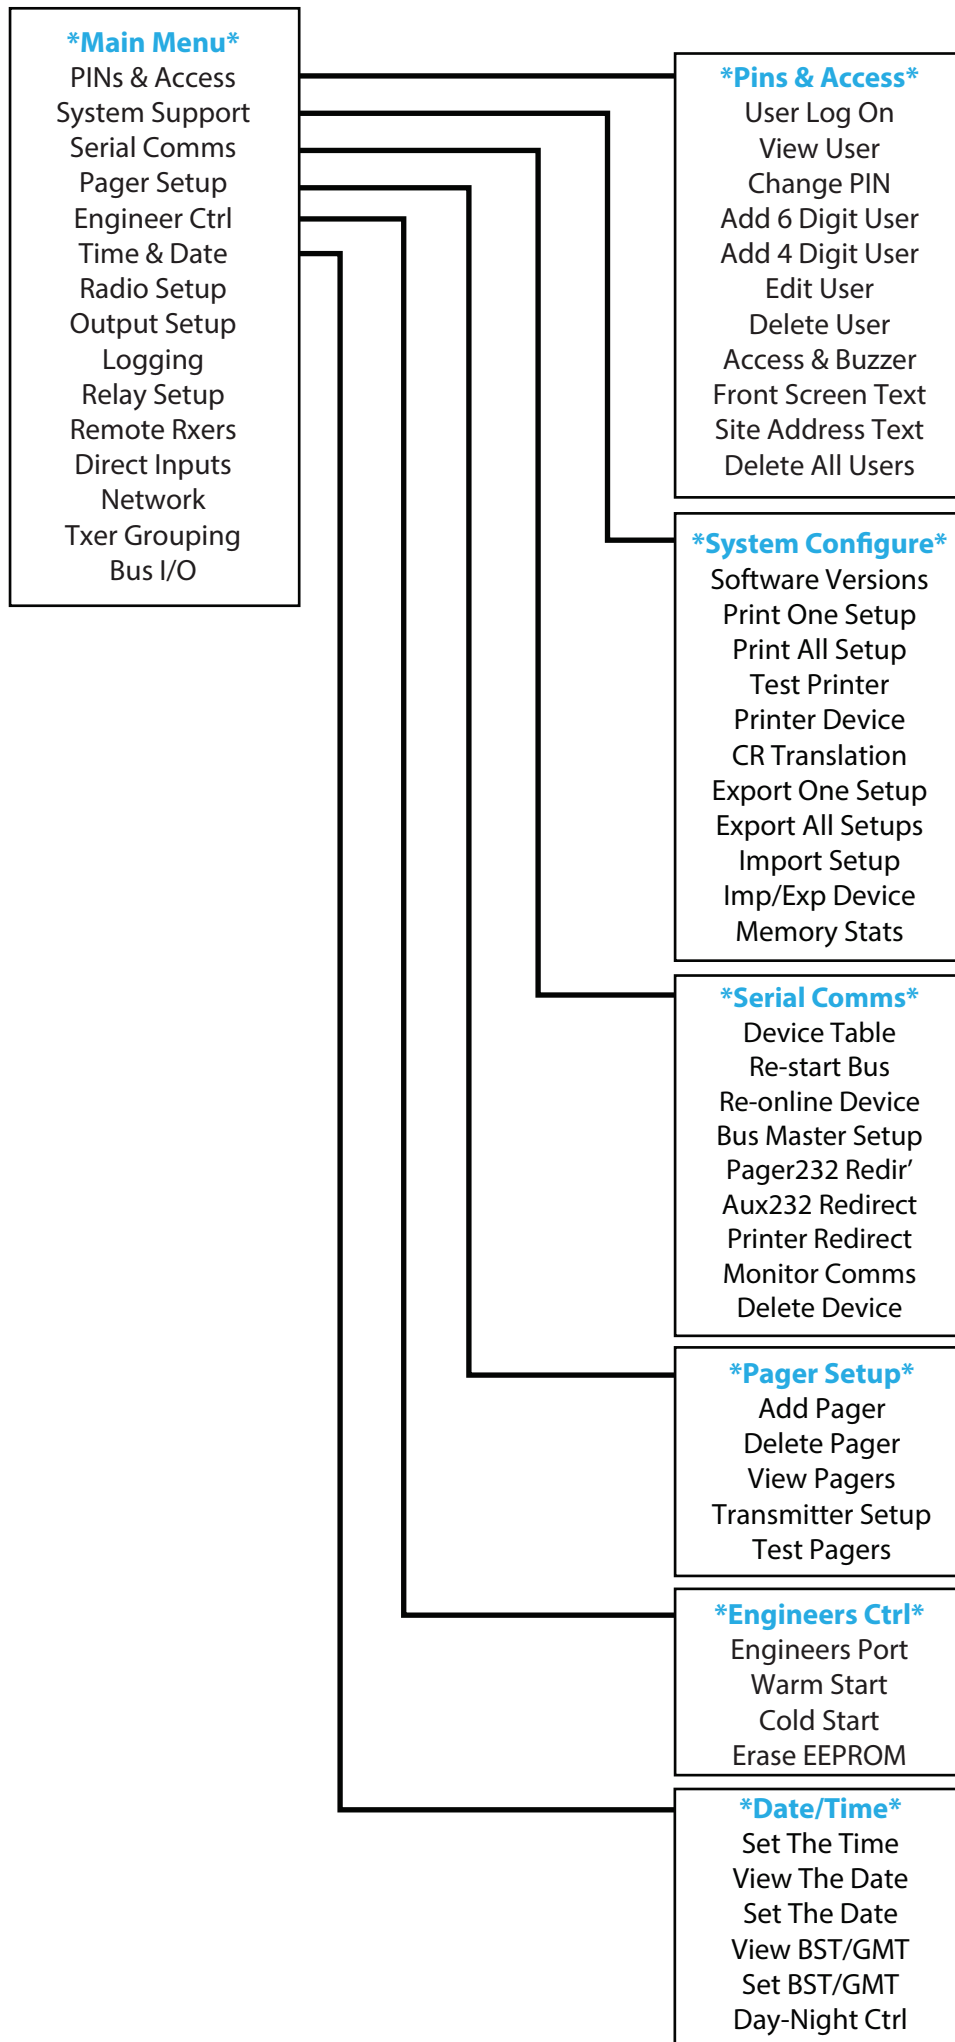 *Main Menu*
PINs & Access
System Support
Serial Comms
Pager Setup
Engineer Ctrl
Time & Date
Radio Setup
Output Setup
Logging
Relay Setup
Remote Rxers
Direct Inputs
Network
Txer Grouping
Bus I/O
*Pins & Access*
User Log On
View User
Change PIN
Add 6 Digit User
Add 4 Digit User
Edit User
Delete User
Access & Buzzer
Front Screen Text
Site Address Text
Delete All Users
*System Configure*
Software Versions
Print One Setup
Print All Setup
Test Printer
Printer Device
CR Translation
Export One Setup
Export All Setups
Import Setup
Imp/Exp Device
Memory Stats
*Serial Comms*
Device Table
Re-start Bus
Re-online Device
Bus Master Setup
Pager232 Redir’
Aux232 Redirect
Printer Redirect
Monitor Comms
Delete Device
*Pager Setup*
Add Pager
Delete Pager
View Pagers
Transmitter Setup
Test Pagers
*Engineers Ctrl*
Engineers Port
Warm Start
Cold Start
Erase EEPROM
*Date/Time*
Set The Time
View The Date
Set The Date
View BST/GMT
Set BST/GMT
Day-Night Ctrl